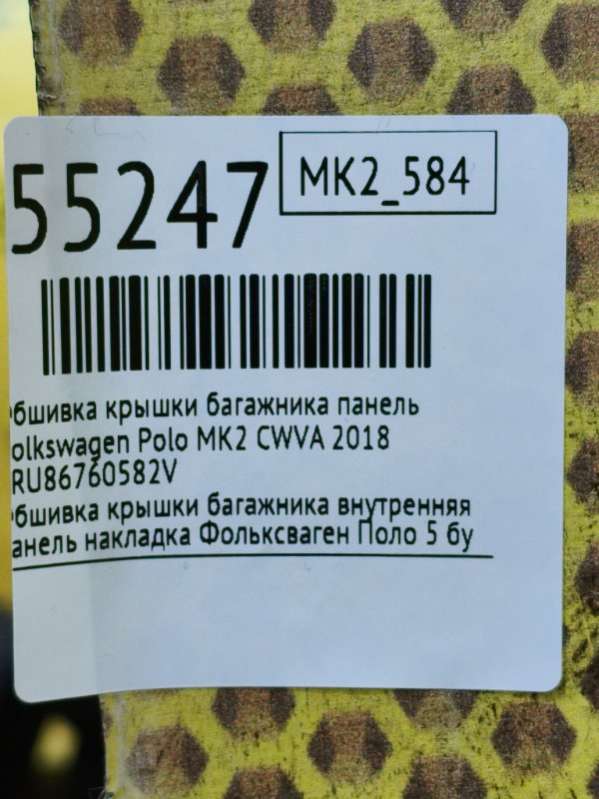 55247
MK2_584
бшивка крышки багажника панель
olkswagen Polo MK2 CWVA 2018
RU86760582V
бшивка крышки багажника внутренняя
анель накладка Фольксваген Поло 5 бу